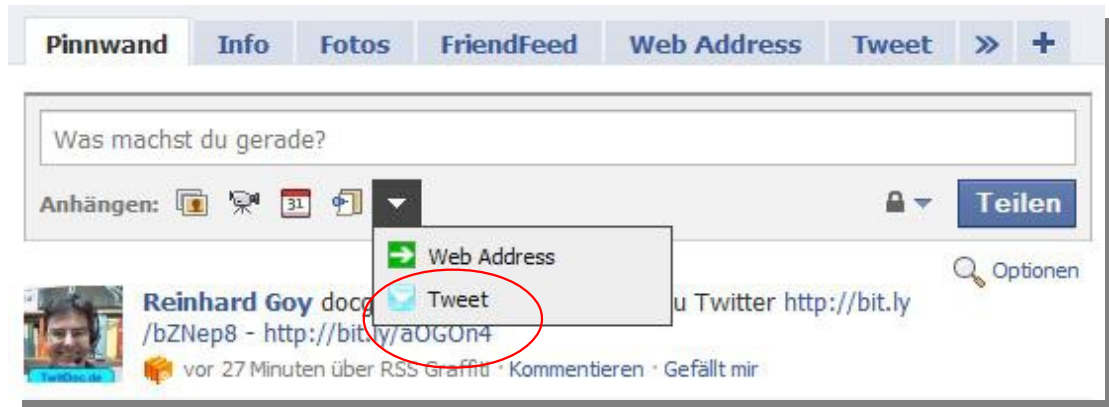 Pinnwand Info Fotos FriendFeed Web Address Tweet » +
Was machst du gerade?
Anhängen: 31 Teilen
Web Address
Optionen
Tweet
Reinhard Goy docg u Twitter http://bit.ly
/bZNep8 - http://bit.ly/aOGOn4
TwitDoc.de
vor 27 Minuten über RSS Graffiti · Kommentieren · Gefällt mir